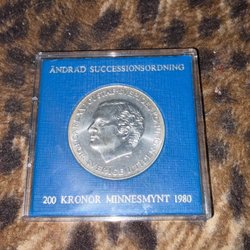 ÄNDRAD SUCCESSIONSORDNING
200 KRONOR MINNESMYNT 1980